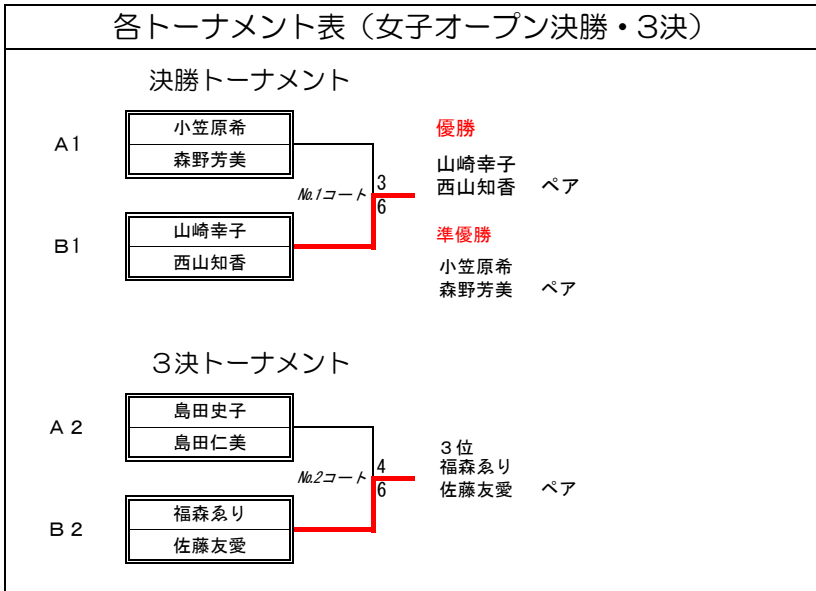 各トーナメント表（女子オープン決勝・3決）
決勝トーナメント
A1
小笠原希
森野芳美
№1コート
3
6
B1
山崎幸子
西山知香
優勝
山崎幸子
西山知香　ペア
準優勝
小笠原希
森野芳美　ペア
3決トーナメント
A2
島田史子
島田仁美
№2コート
4
6
B2
福森ゑり
佐藤友愛
3位
福森ゑり
佐藤友愛　ペア